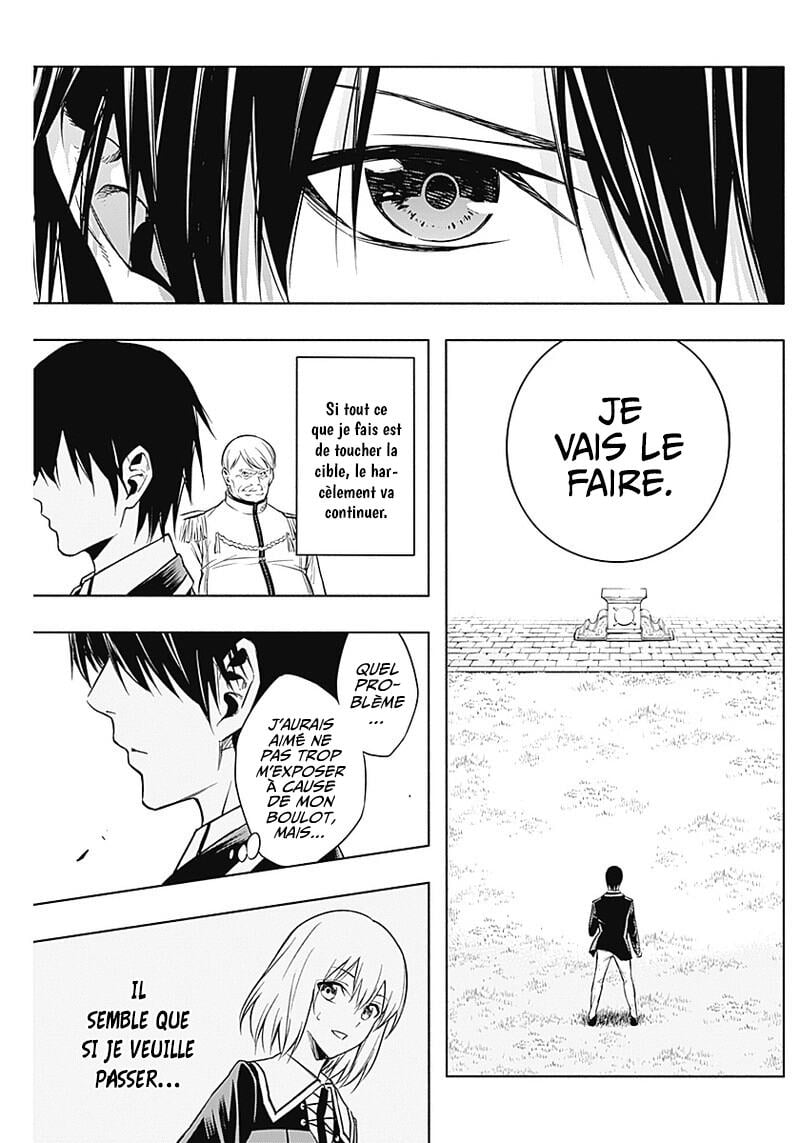 JE
VAIS LE
FAIRE.
Si tout ce
que je fais est
de toucher la
cible, le har-
cèlement va
continuer.
QUEL
PRO-
BLÈME
...
J'AURAIS
AIMÉ NE
PAS TROP
M'EXPOSER
À CAUSE
DE MON
BOULOT,
MAIS...
IL
SEMBLE QUE
SI JE VEUILLE
PASSER...